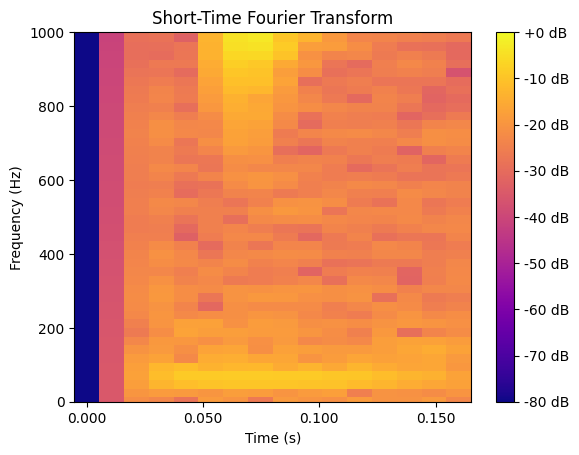 Short-Time Fourier Transform
Frequency (Hz)
1000
800
600
400
200
0
0.000
0.050
0.100
0.150
Time (s)
+0 dB
-10 dB
-20 dB
-30 dB
-40 dB
-50 dB
-60 dB
-70 dB
-80 dB